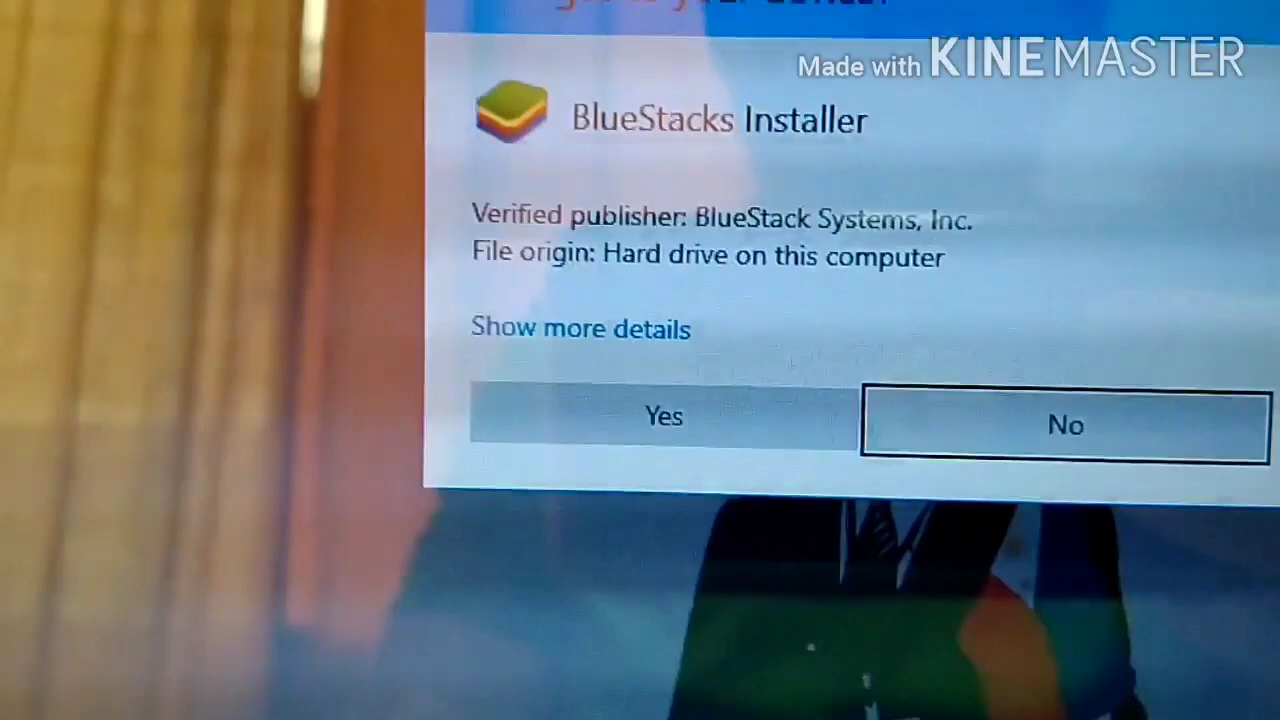 Made with KINEMASTER
BlueStacks Installer
Verified publisher: BlueStack Systems, Inc.
File origin: Hard drive on this computer
Show more details
Yes
No